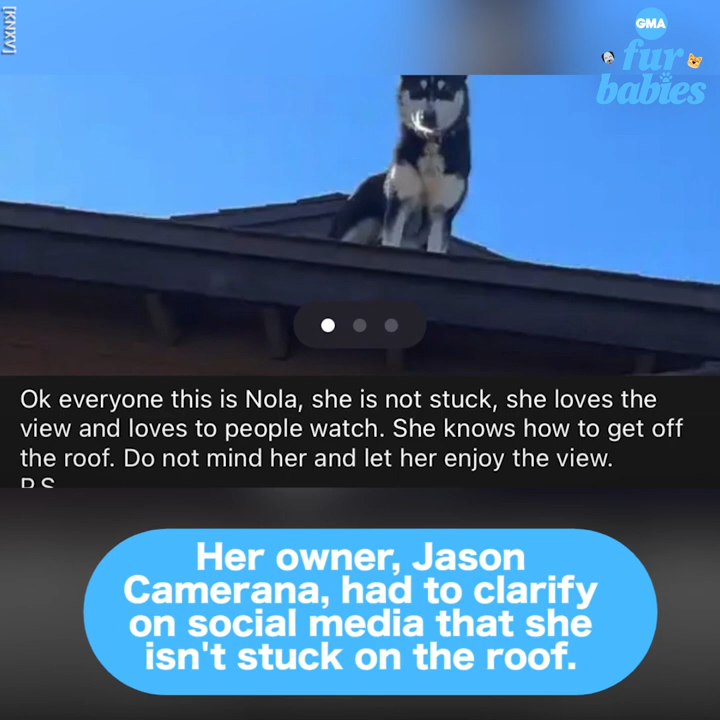 [KNXV]
GMA
fur
babies
Ok everyone this is Nola, she is not stuck, she loves the
view and loves to people watch. She knows how to get off
the roof. Do not mind her and let her enjoy the view.
P.S
Her owner, Jason
Camerana, had to clarify
on social media that she
isn't stuck on the roof.